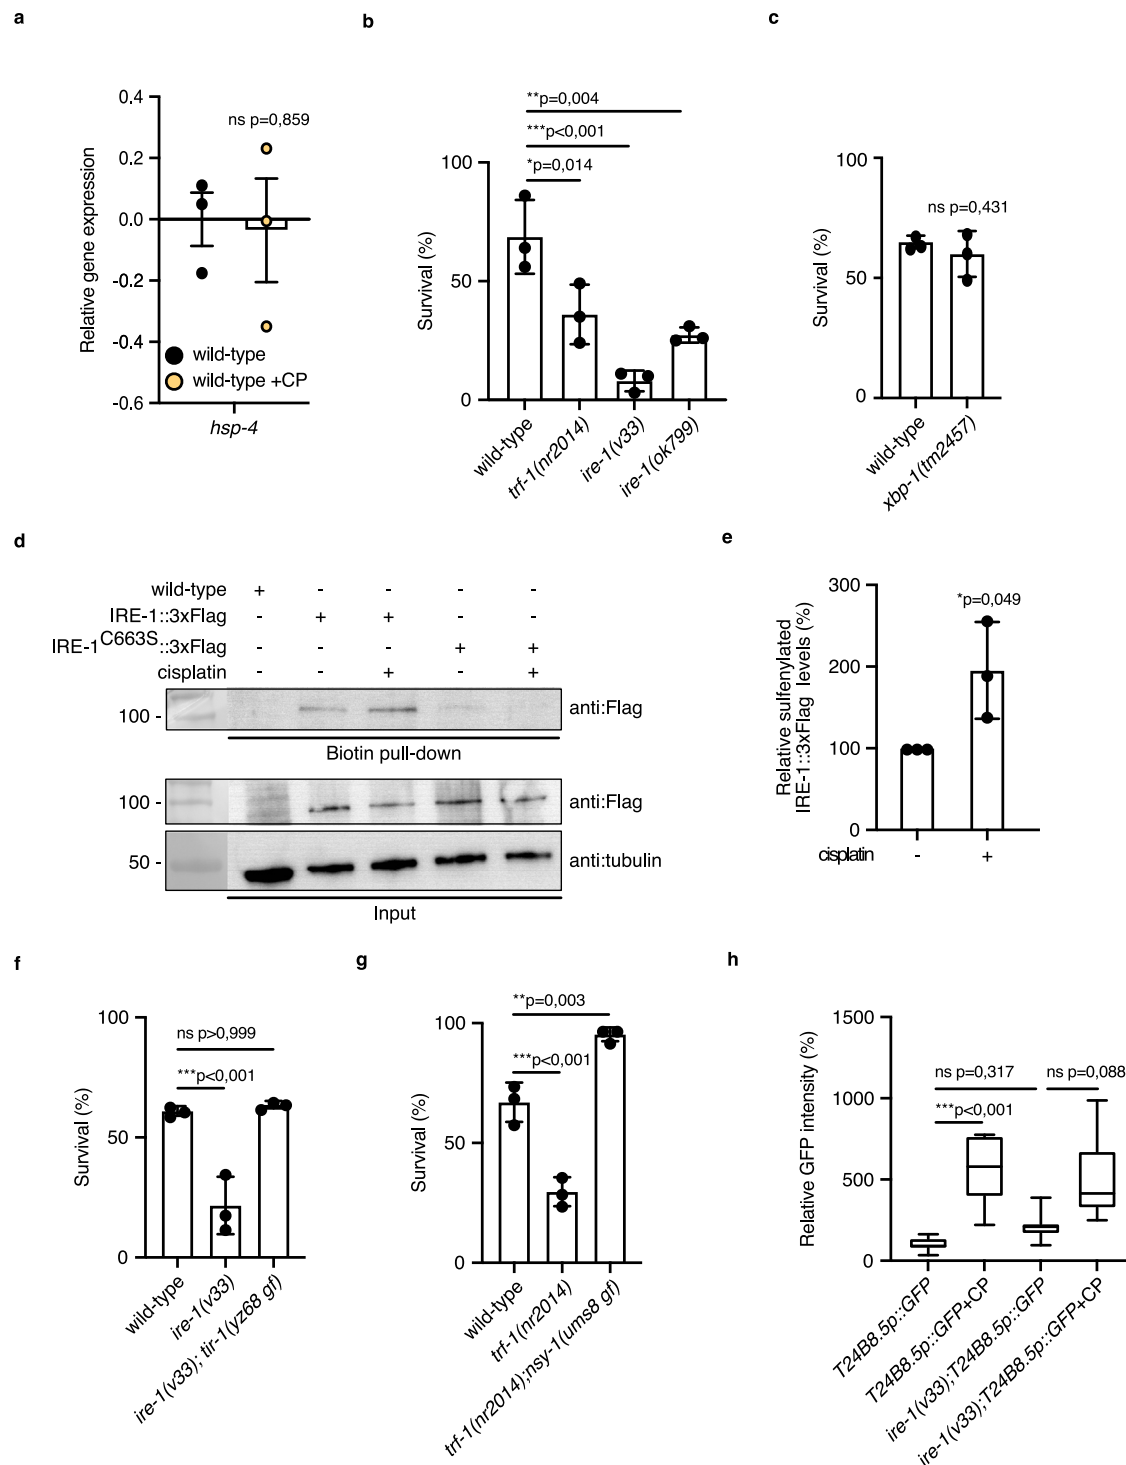 a
b
c
0.4
0.2
0.0
-0.2
-0.4
-0.6
Relative gene expression
ns p=0,859
wild-type
wild-type +CP
hsp-4
**p=0,004
***p<0,001
*p=0,014
100
50
0
Survival (%)
wild-type
trf-1(nr2014)
ire-1(v33)
ire-1(ok799)
100
50
0
Survival (%)
ns p=0,431
wild-type
xbp-1(tm2457)
d
e
wild-type + - - - -
IRE-1::3xFlag - + + - -
IRE-1C663S::3xFlag - - - + +
cisplatin - - + - +
100 -
anti:Flag
Biotin pull-down
100 -
anti:Flag
50 -
anti:tubulin
Input
300
200
100
0
Relative sulfenylated
IRE-1::3xFlag levels (%)
*p=0,049
cisplatin - +
f
g
h
100
50
0
Survival (%)
ns p>0,999
***p<0,001
wild-type
ire-1(v33)
ire-1(v33); tir-1(yz68 gf)
100
50
0
Survival (%)
**p=0,003
***p<0,001
wild-type
trf-1(nr2014)
trf-1(nr2014);nsy-1(ums8 gf)
1500
1000
500
0
Relative GFP intensity (%)
ns p=0,317
ns p=0,088
***p<0,001
T24B8.5p::GFP
T24B8.5p::GFP+CP
ire-1(v33);T24B8.5p::GFP
ire-1(v33);T24B8.5p::GFP+CP